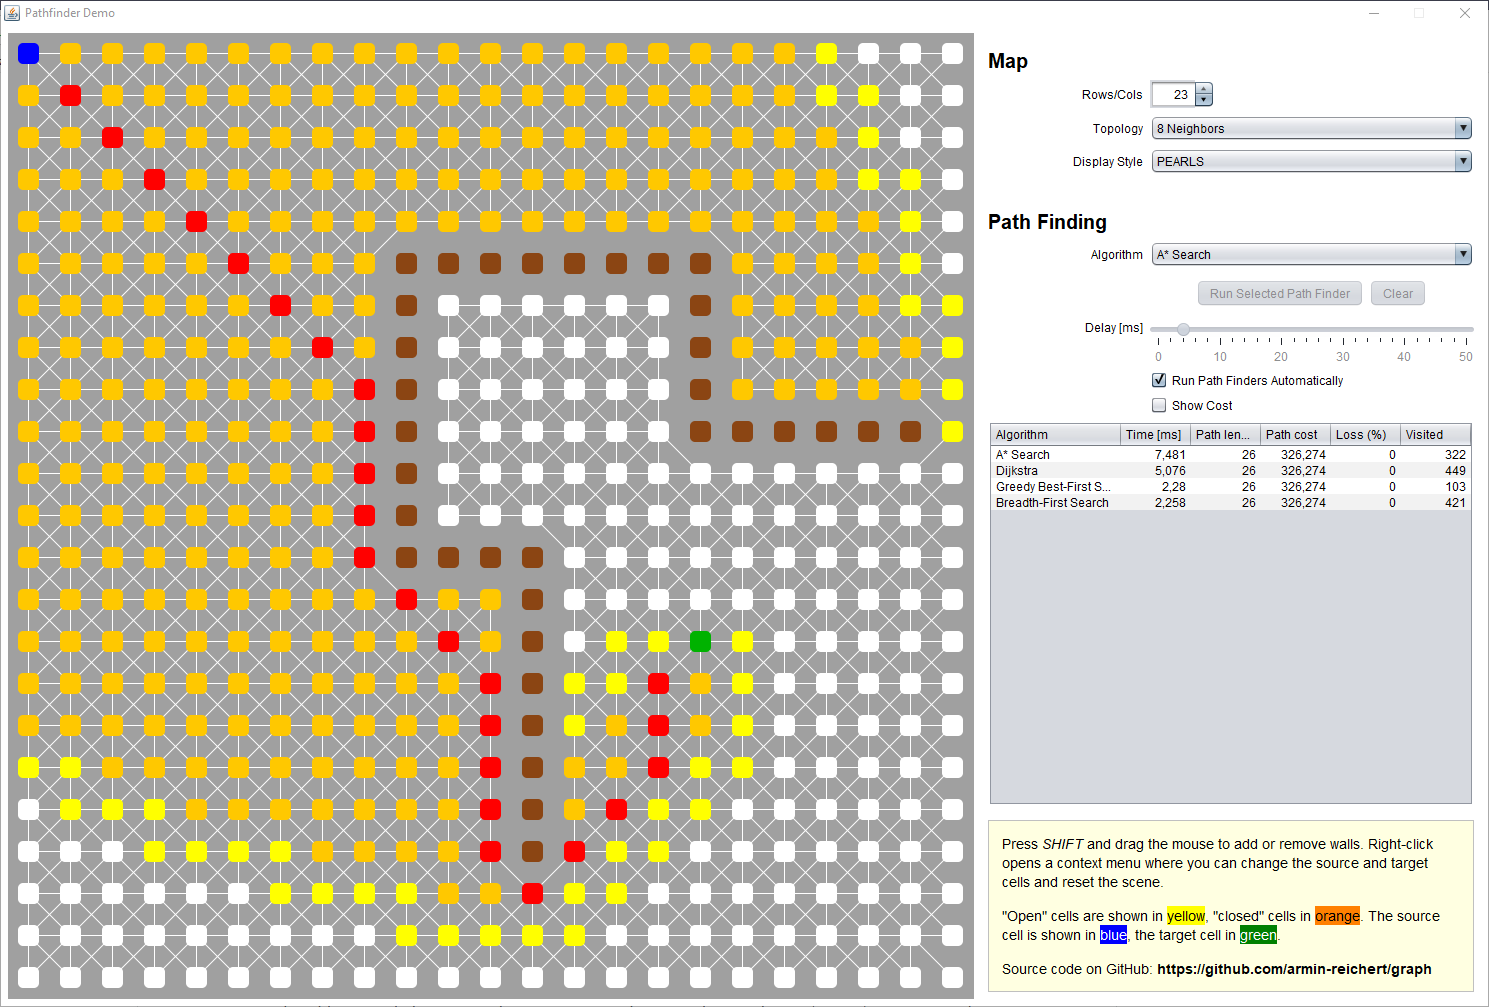 Pathfinder Demo
Map
Rows/Cols 23
Topology 8 Neighbors
Display Style PEARLS
Path Finding
Algorithm A* Search
Run Selected Path Finder Clear
Delay [ms]
0 10 20 30 40 50
Run Path Finders Automatically
Show Cost
Algorithm Time [ms] Path len... Path cost Loss (%) Visited
A* Search 7,481 26 326,274 0 322
Dijkstra 5,076 26 326,274 0 449
Greedy Best-First S... 2,28 26 326,274 0 103
Breadth-First Search 2,258 26 326,274 0 421
Press SHIFT and drag the mouse to add or remove walls. Right-click
opens a context menu where you can change the source and target
cells and reset the scene.
"Open" cells are shown in yellow, "closed" cells in orange. The source
cell is shown in blue, the target cell in green.
Source code on GitHub: https://github.com/armin-reichert/graph